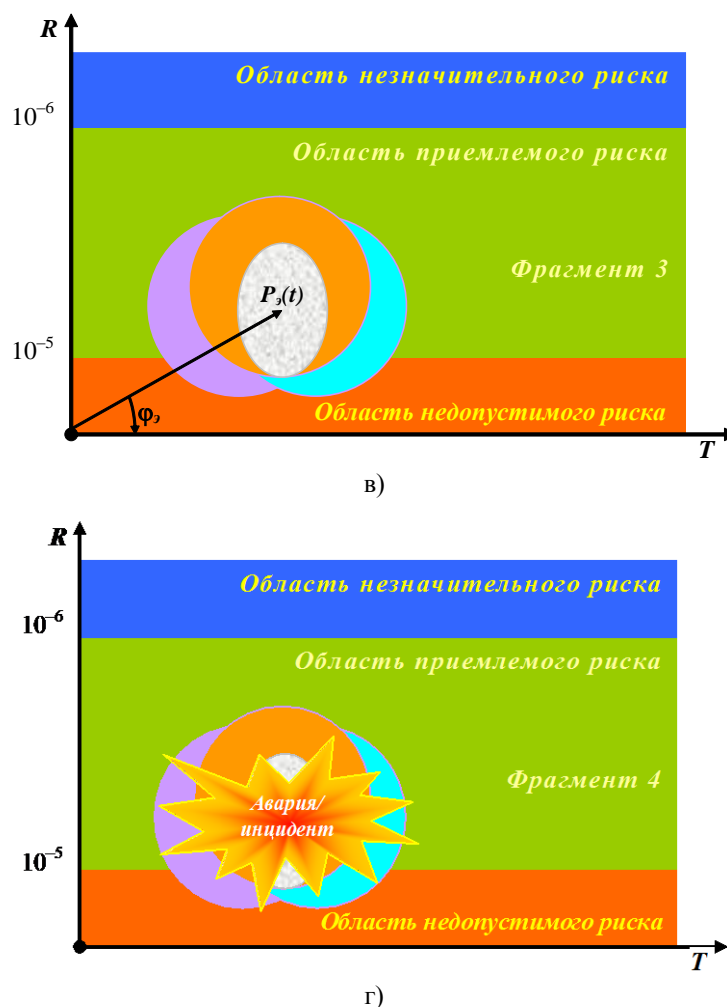 R
Область незначительного риска
10–6
Область приемлемого риска
Фрагмент 3
Pэ(t)
10–5
φэ
Область недопустимого риска
T
в)
R
Область незначительного риска
10–6
Область приемлемого риска
Фрагмент 4
Авария/
инцидент
10–5
Область недопустимого риска
T
г)